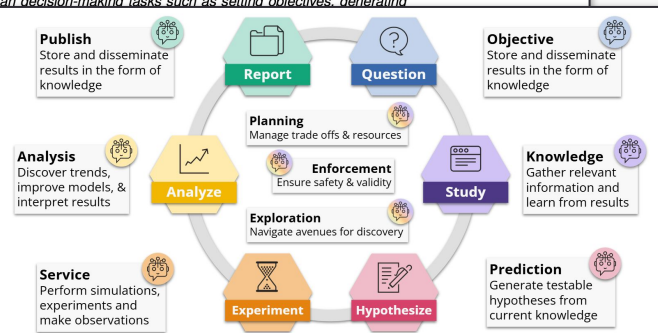 an decision-making tasks such as setting objectives, generating
Publish
Store and disseminate
results in the form of
knowledge
Report
Question
Objective
Store and disseminate
results in the form of
knowledge
Planning
Manage trade offs & resources
Analysis
Discover trends,
improve models, &
interpret results
Analyze
Enforcement
Ensure safety & validity
Study
Knowledge
Gather relevant
information and
learn from results
Exploration
Navigate avenues for discovery
Service
Perform simulations,
experiments and
make observations
Experiment
Hypothesize
Prediction
Generate testable
hypotheses from
current knowledge